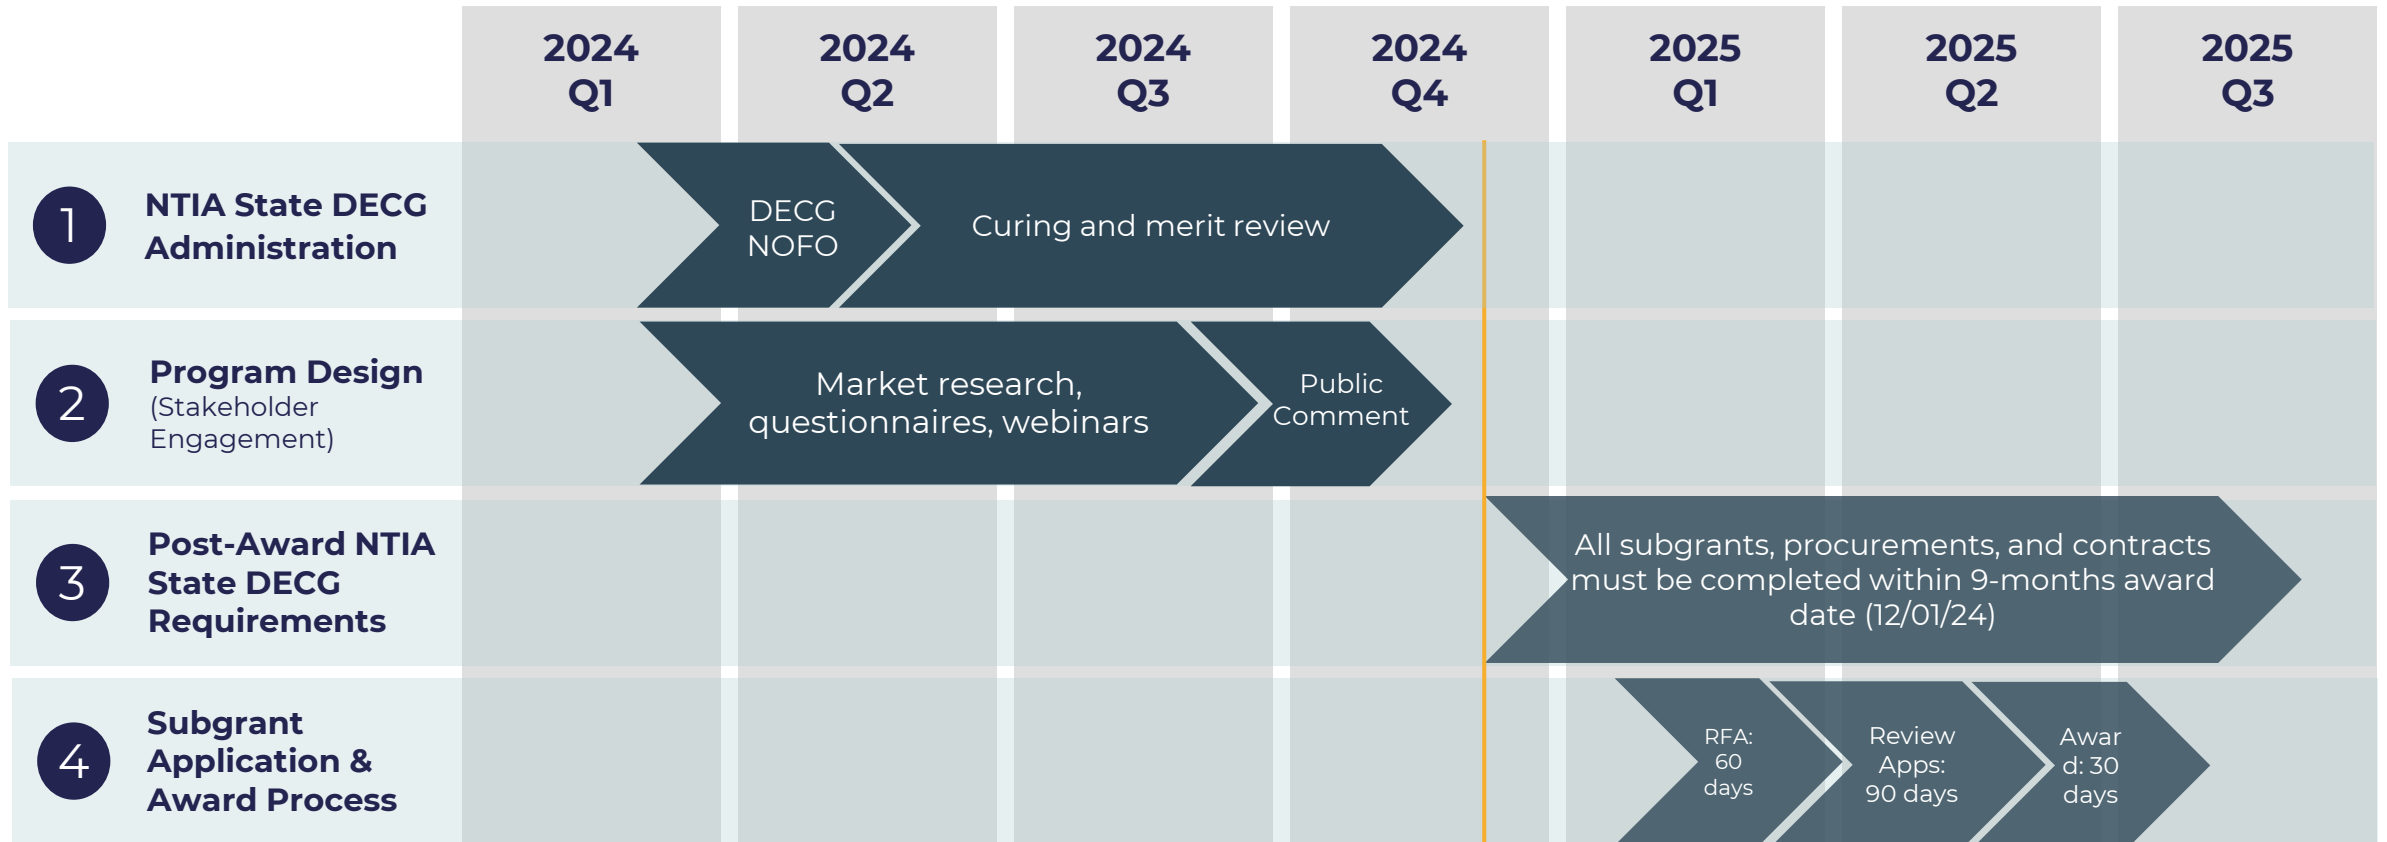 2024
Q1
2024
Q2
2024
Q3
2024
Q4
2025
Q1
2025
Q2
2025
Q3
1
NTIA State DECG
Administration
DECG
NOFO
Curing and merit review
2
Program Design
(Stakeholder
Engagement)
Market research,
questionnaires, webinars
Public
Comment
3
Post-Award NTIA
State DECG
Requirements
All subgrants, procurements, and contracts
must be completed within 9-months award
date (12/01/24)
4
Subgrant
Application &
Award Process
RFA:
60
days
Review
Apps:
90 days
Awar
d: 30
days